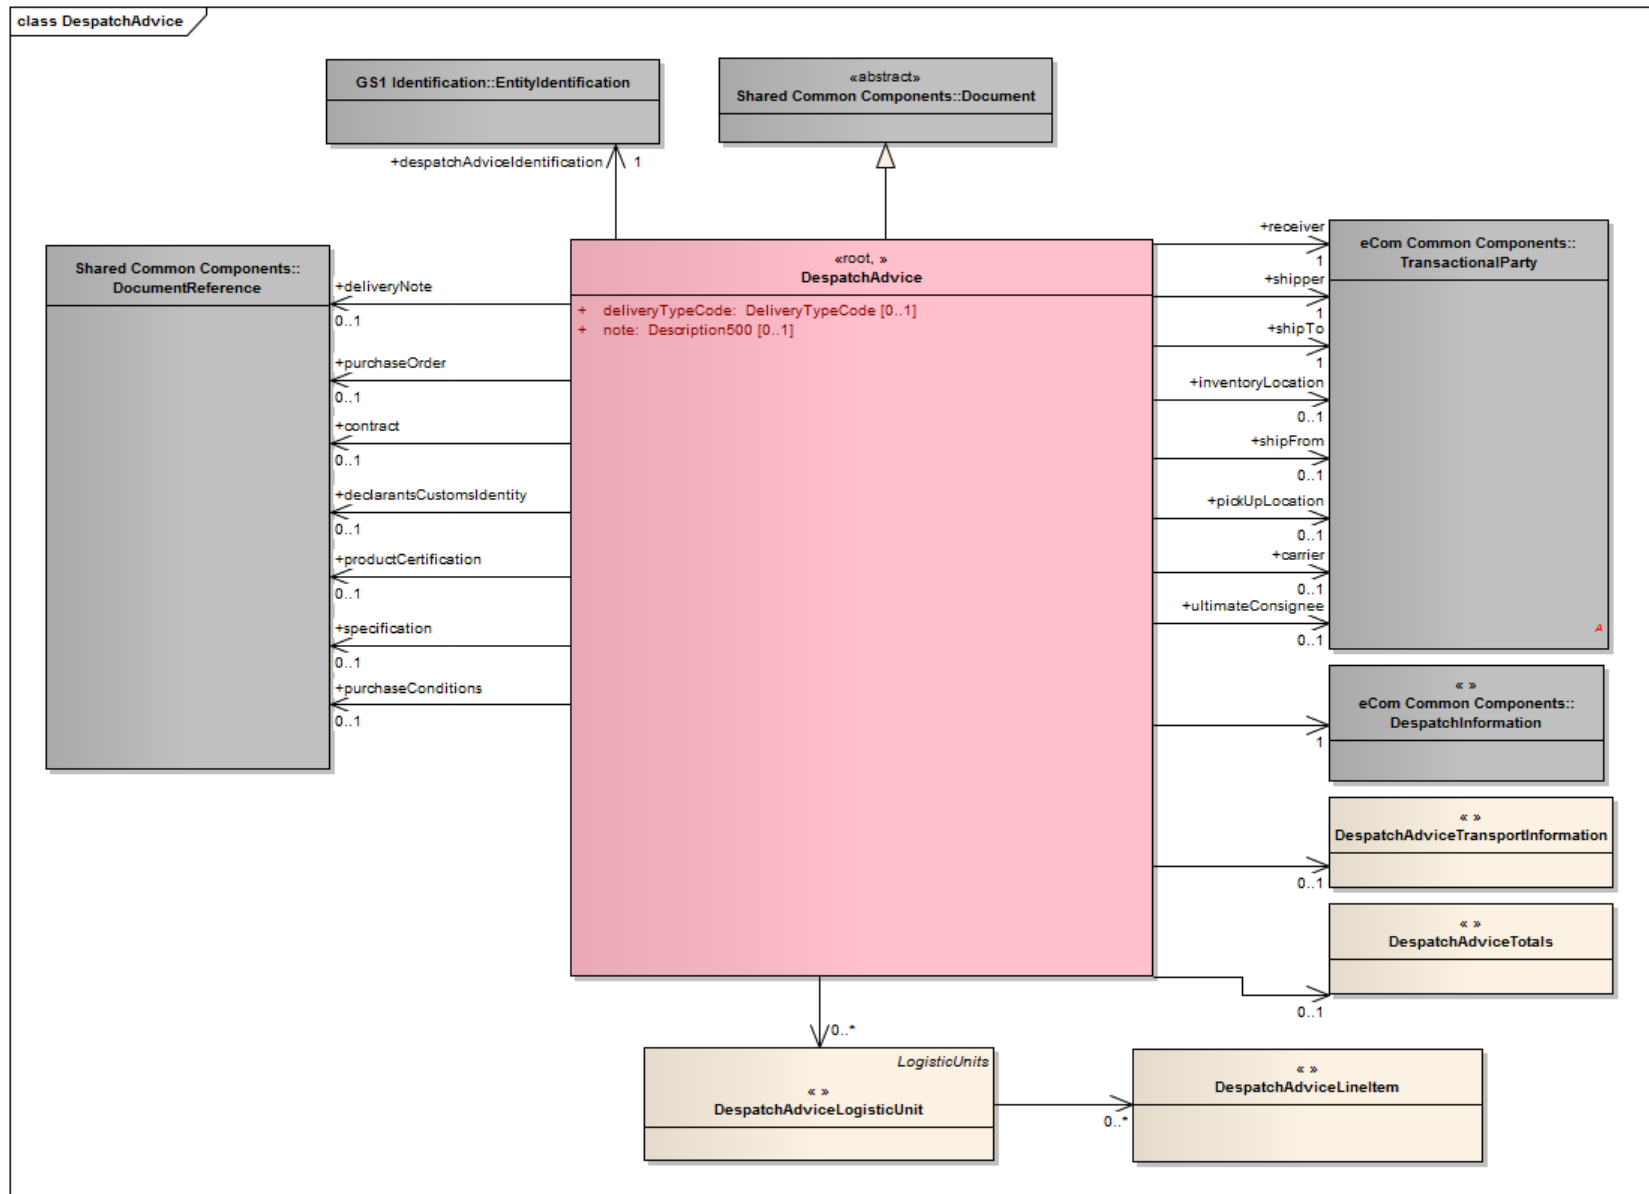 class DespatchAdvice
GS1 Identification::EntityIdentification
«abstract»
Shared Common Components::Document
+despatchAdviceIdentification
1
Shared Common Components::
DocumentReference
+deliveryNote
0..1
+purchaseOrder
0..1
+contract
0..1
+declarantsCustomsIdentity
0..1
+productCertification
0..1
+specification
0..1
+purchaseConditions
0..1
«root, »
DespatchAdvice
+ deliveryTypeCode: DeliveryTypeCode [0..1]
+ note: Description500 [0..1]
+receiver
1
+shipper
1
+shipTo
1
+inventoryLocation
0..1
+shipFrom
0..1
+pickUpLocation
0..1
+carrier
0..1
+ultimateConsignee
0..1
eCom Common Components::
TransactionalParty
A
« »
eCom Common Components::
DespatchInformation
1
« »
DespatchAdviceTransportInformation
0..1
« »
DespatchAdviceTotals
0..1
0..*
LogisticUnits
« »
DespatchAdviceLogisticUnit
0..*
« »
DespatchAdviceLineItem